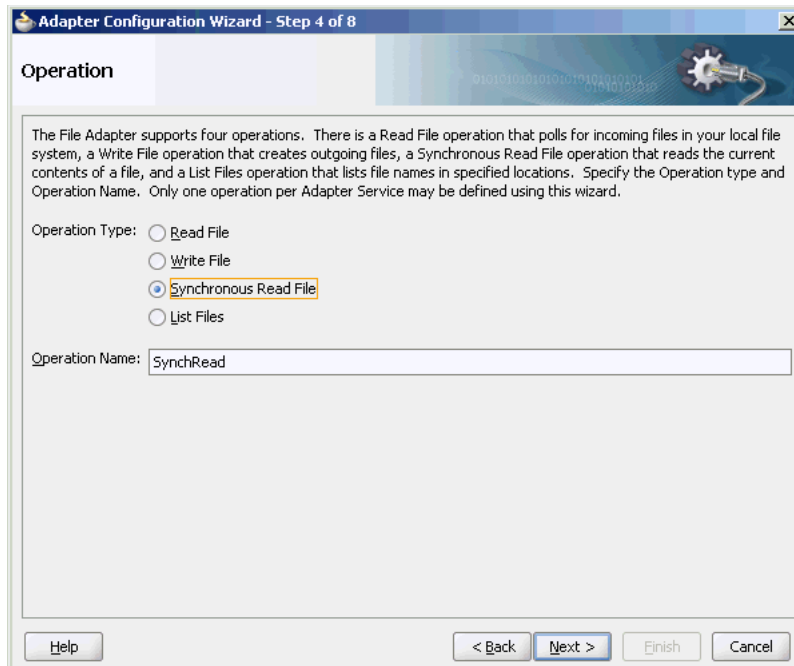 Adapter Configuration Wizard - Step 4 of 8
Operation
The File Adapter supports four operations. There is a Read File operation that polls for incoming files in your local file
system, a Write File operation that creates outgoing files, a Synchronous Read File operation that reads the current
contents of a file, and a List Files operation that lists file names in specified locations. Specify the Operation type and
Operation Name. Only one operation per Adapter Service may be defined using this wizard.
Operation Type: Read File
Write File
Synchronous Read File
List Files
Operation Name: SynchRead
Help < Back Next > Finish Cancel